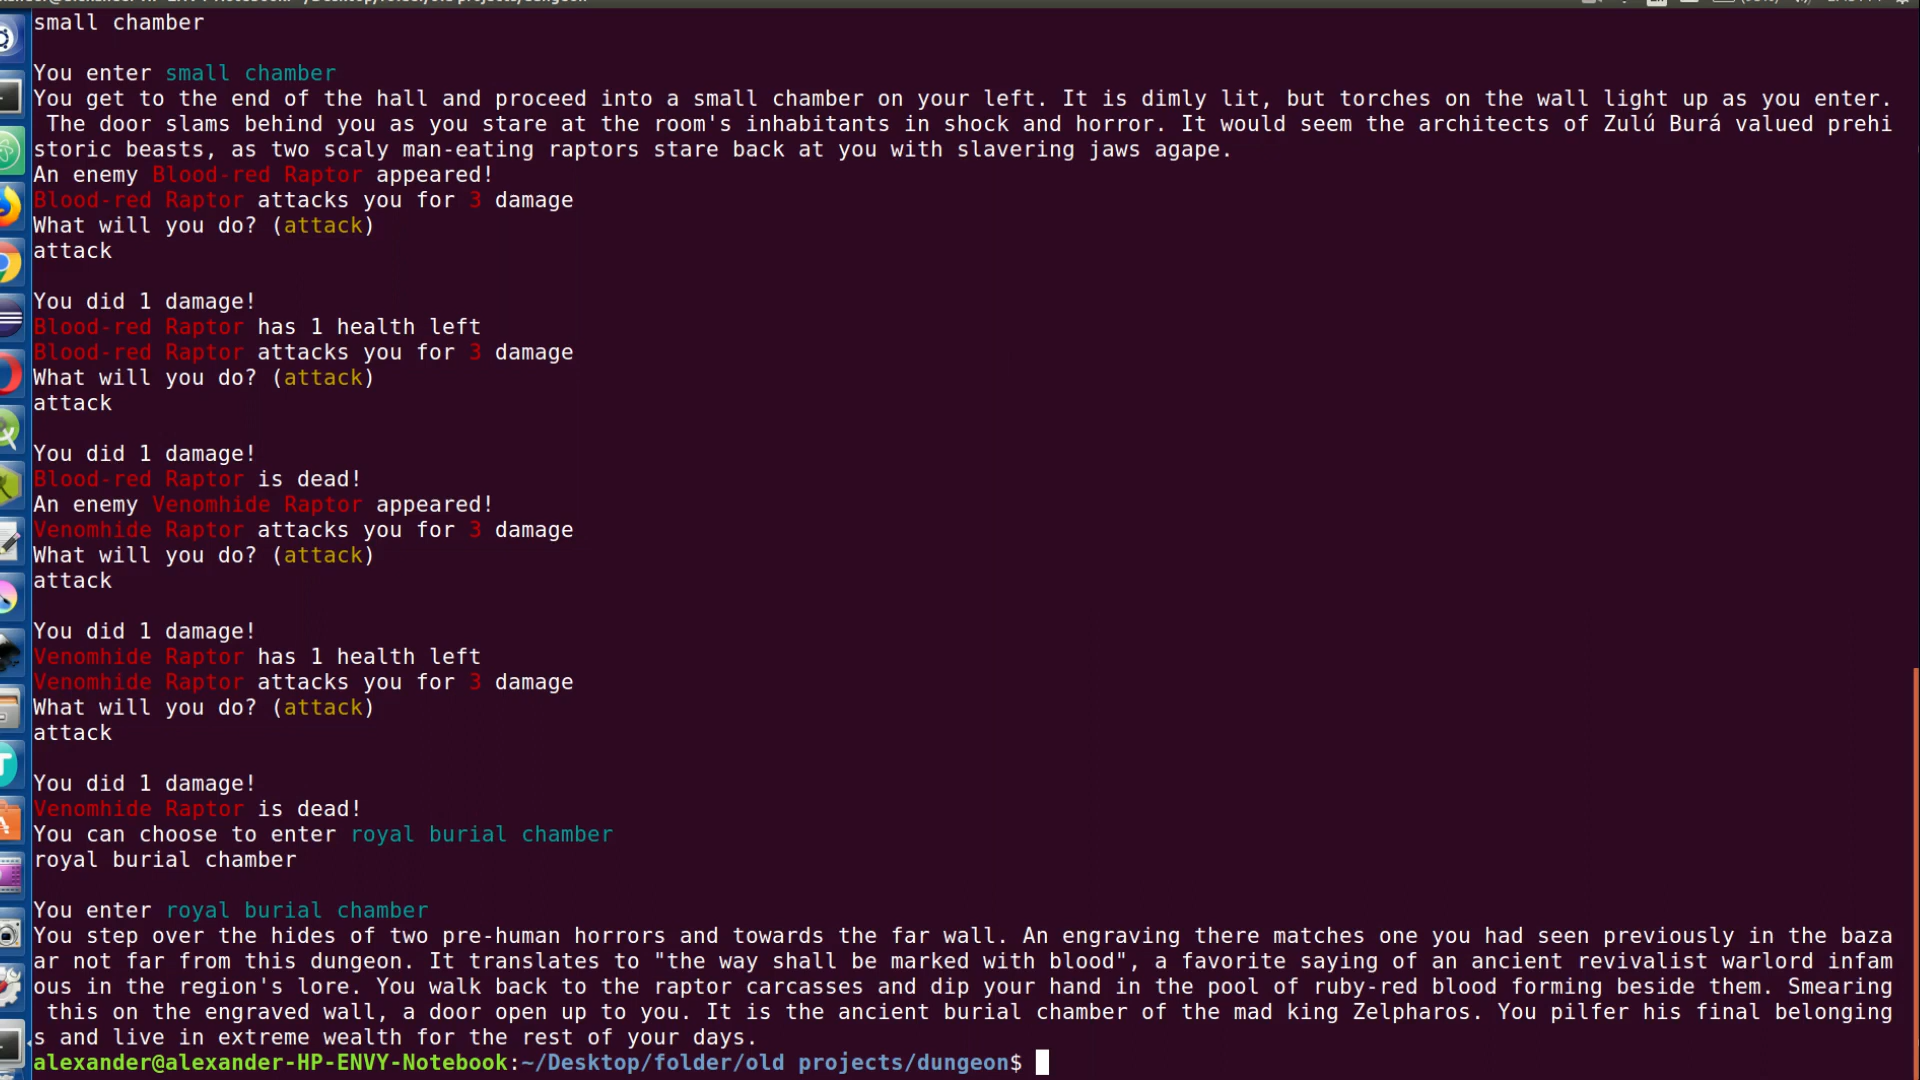 small chamber
You enter small chamber
You get to the end of the hall and proceed into a small chamber on your left. It is dimly lit, but torches on the wall light up as you enter.
The door slams behind you as you stare at the room's inhabitants in shock and horror. It would seem the architects of Zulú Burá valued prehi
storic beasts, as two scaly man-eating raptors stare back at you with slavering jaws agape.
An enemy Blood-red Raptor appeared!
Blood-red Raptor attacks you for 3 damage
What will you do? (attack)
attack
You did 1 damage!
Blood-red Raptor has 1 health left
Blood-red Raptor attacks you for 3 damage
What will you do? (attack)
attack
You did 1 damage!
Blood-red Raptor is dead!
An enemy Venomhide Raptor appeared!
Venomhide Raptor attacks you for 3 damage
What will you do? (attack)
attack
You did 1 damage!
Venomhide Raptor has 1 health left
Venomhide Raptor attacks you for 3 damage
What will you do? (attack)
attack
You did 1 damage!
Venomhide Raptor is dead!
You can choose to enter royal burial chamber
royal burial chamber
You enter royal burial chamber
You step over the hides of two pre-human horrors and towards the far wall. An engraving there matches one you had seen previously in the baza
ar not far from this dungeon. It translates to "the way shall be marked with blood", a favorite saying of an ancient revivalist warlord infam
ous in the region's lore. You walk back to the raptor carcasses and dip your hand in the pool of ruby-red blood forming beside them. Smearing
this on the engraved wall, a door open up to you. It is the ancient burial chamber of the mad king Zelpharos. You pilfer his final belonging
s and live in extreme wealth for the rest of your days.
alexander@alexander-HP-ENVY-Notebook:~/Desktop/folder/old projects/dungeon$